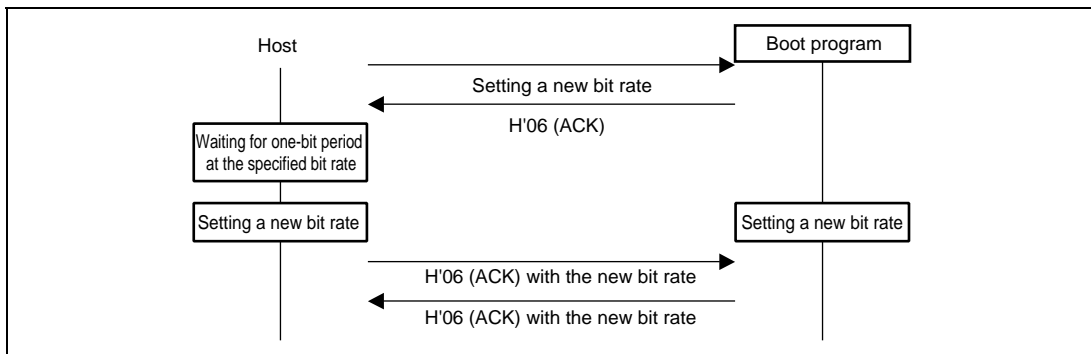 Host
Boot program
Setting a new bit rate
H'06 (ACK)
Waiting for one-bit period
at the specified bit rate
Setting a new bit rate
Setting a new bit rate
H'06 (ACK) with the new bit rate
H'06 (ACK) with the new bit rate